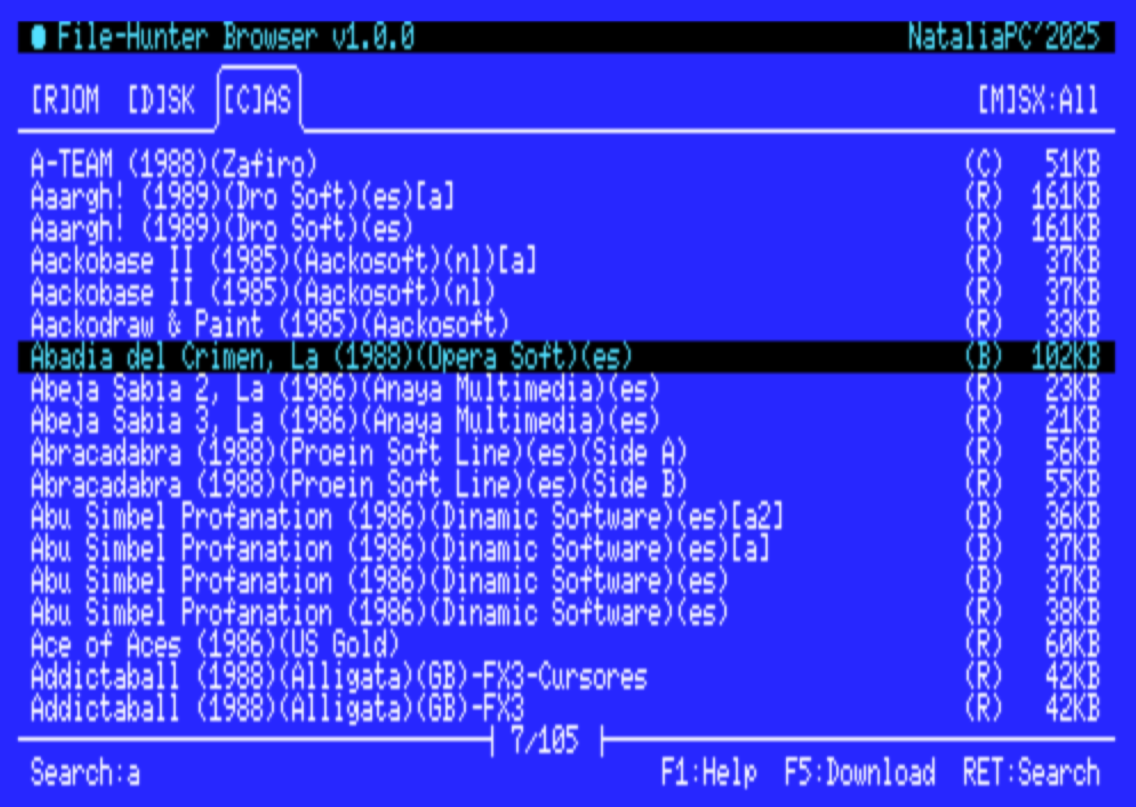 ● File-Hunter Browser v1.0.0 NataliaPC'2025
[R]OM [D]SK [C]AS [M]SX:All
A-TEAM (1988)(Zafiro) (C) 51KB
Aaargh! (1989)(Dro Soft)(es)[a] (R) 161KB
Aaargh! (1989)(Dro Soft)(es) (R) 161KB
Aackobase II (1985)(Aackosoft)(nl)[a] (R) 37KB
Aackobase II (1985)(Aackosoft)(nl) (R) 37KB
Aackodraw & Paint (1985)(Aackosoft) (R) 33KB
Abadia del Crimen, La (1988)(Opera Soft)(es) (B) 102KB
Abeja Sabia 2, La (1986)(Anaya Multimedia)(es) (R) 23KB
Abeja Sabia 3, La (1986)(Anaya Multimedia)(es) (R) 21KB
Abracadabra (1988)(Proein Soft Line)(es)(Side A) (R) 56KB
Abracadabra (1988)(Proein Soft Line)(es)(Side B) (R) 55KB
Abu Simbel Profanation (1986)(Dinamic Software)(es)[a2] (B) 36KB
Abu Simbel Profanation (1986)(Dinamic Software)(es)[a] (B) 37KB
Abu Simbel Profanation (1986)(Dinamic Software)(es) (B) 37KB
Abu Simbel Profanation (1986)(Dinamic Software)(es) (R) 38KB
Ace of Aces (1986)(US Gold) (R) 60KB
Addictaball (1988)(Alligata)(GB)-FX3-Cursores (R) 42KB
Addictaball (1988)(Alligata)(GB)-FX3 (R) 42KB
7/105
Search:a F1:Help F5:Download RET:Search